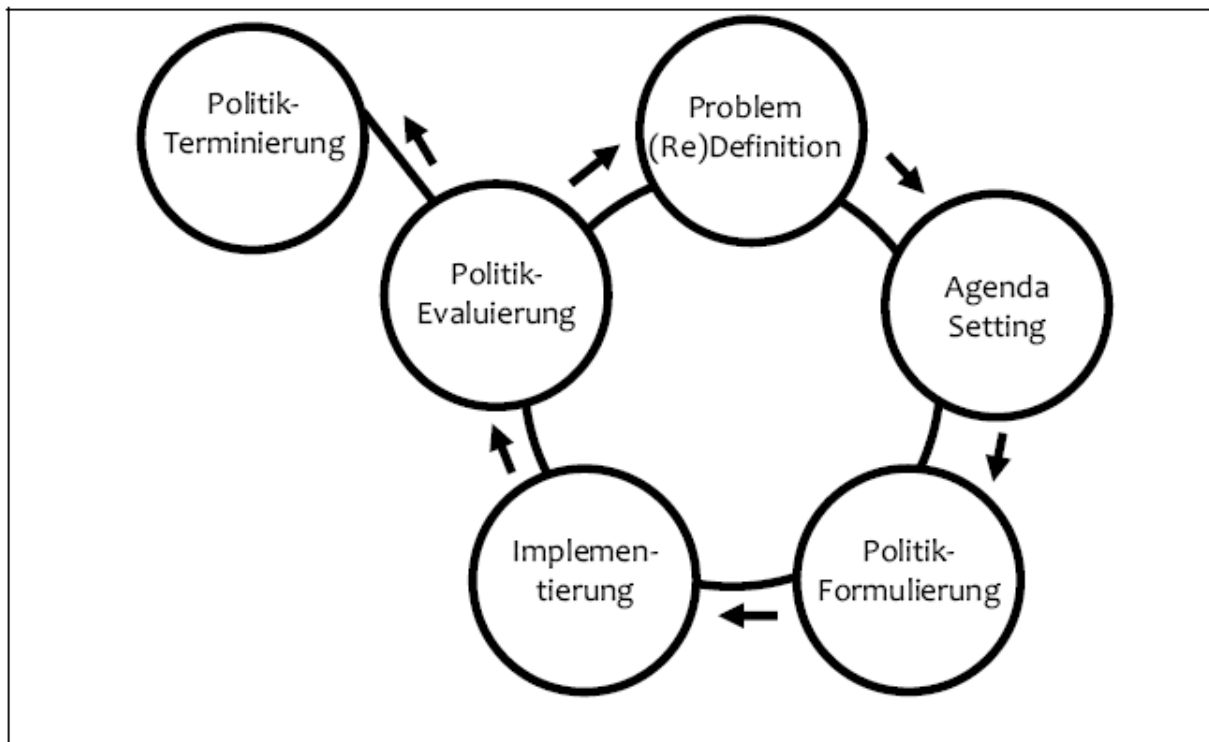 Politik-
Terminierung
Problem
(Re)Definition
Agenda
Setting
Politik-
Formulierung
Implemen-
tierung
Politik-
Evaluierung